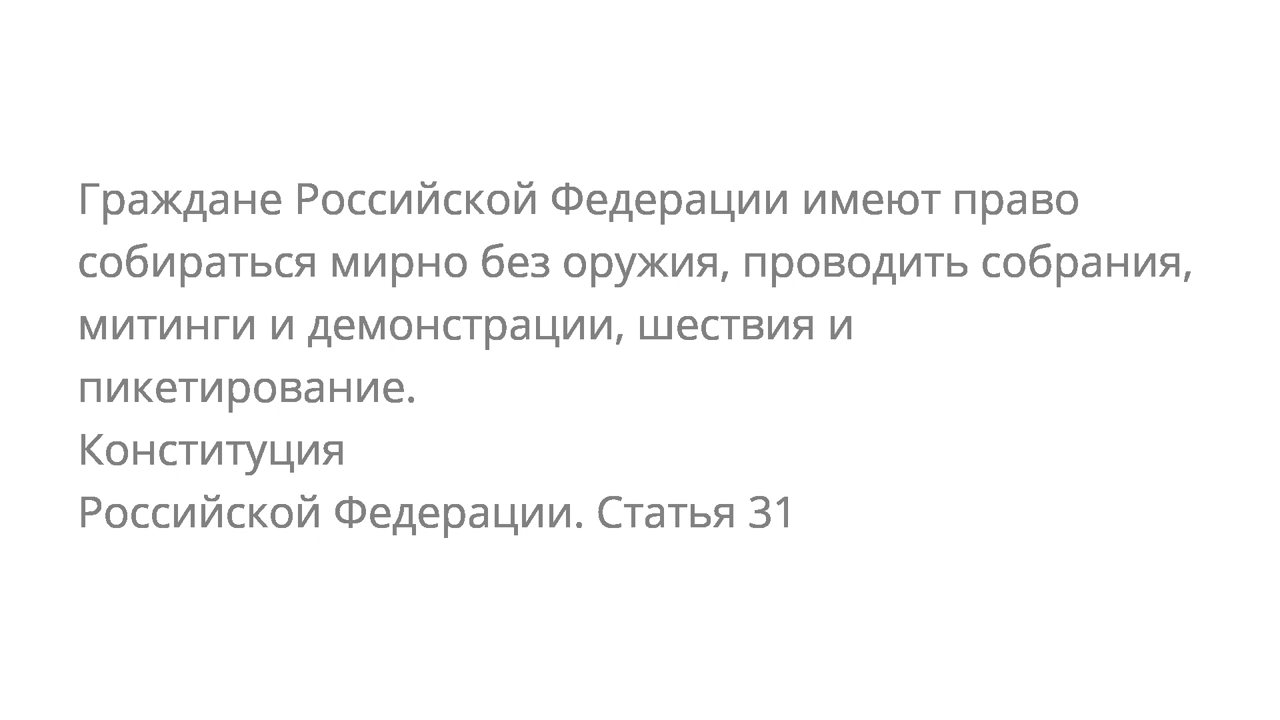 Граждане Российской Федерации имеют право
собираться мирно без оружия, проводить собрания,
митинги и демонстрации, шествия и
пикетирование.
Конституция
Российской Федерации. Статья 31